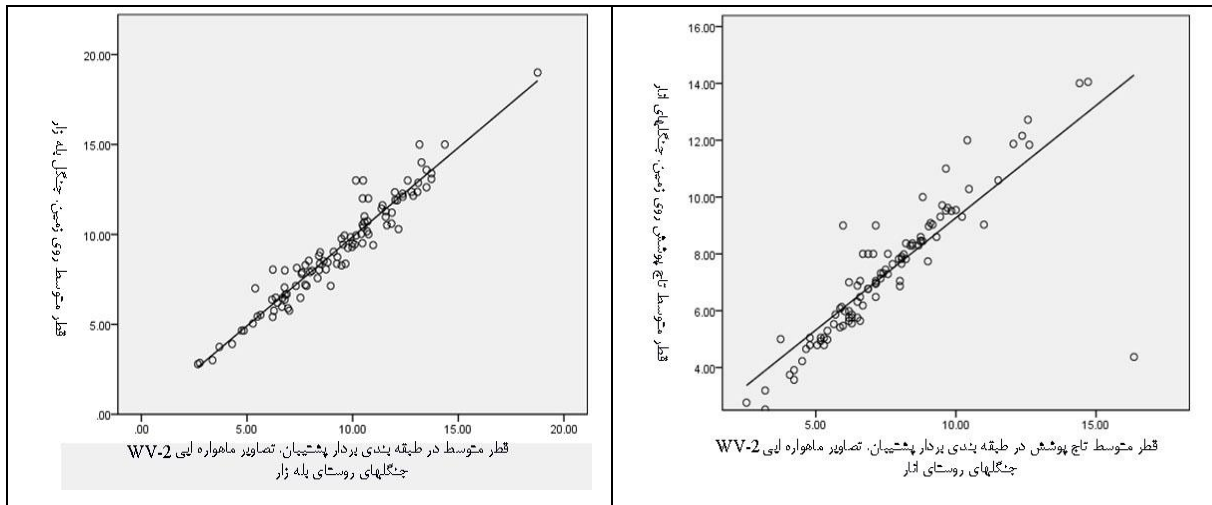 20.00
15.00
10.00
5.00
.00
.00 5.00 10.00 15.00 20.00
قطر متوسط روی زمین. جنگل بله زار
قطر متوسط در طبقه بندی بردار پشتیبان. تصاویر ماهواره ایی WV-2
جنگلهای روستای بله زار
16.00
14.00
12.00
10.00
8.00
6.00
4.00
5.00 10.00 15.00
قطر متوسط تاج پوشش روی زمین. جنگلهای انار
قطر متوسط تاج پوشش در طبقه بندی بردار پشتیبان. تصاویر ماهواره ایی WV-2
جنگلهای روستای انار